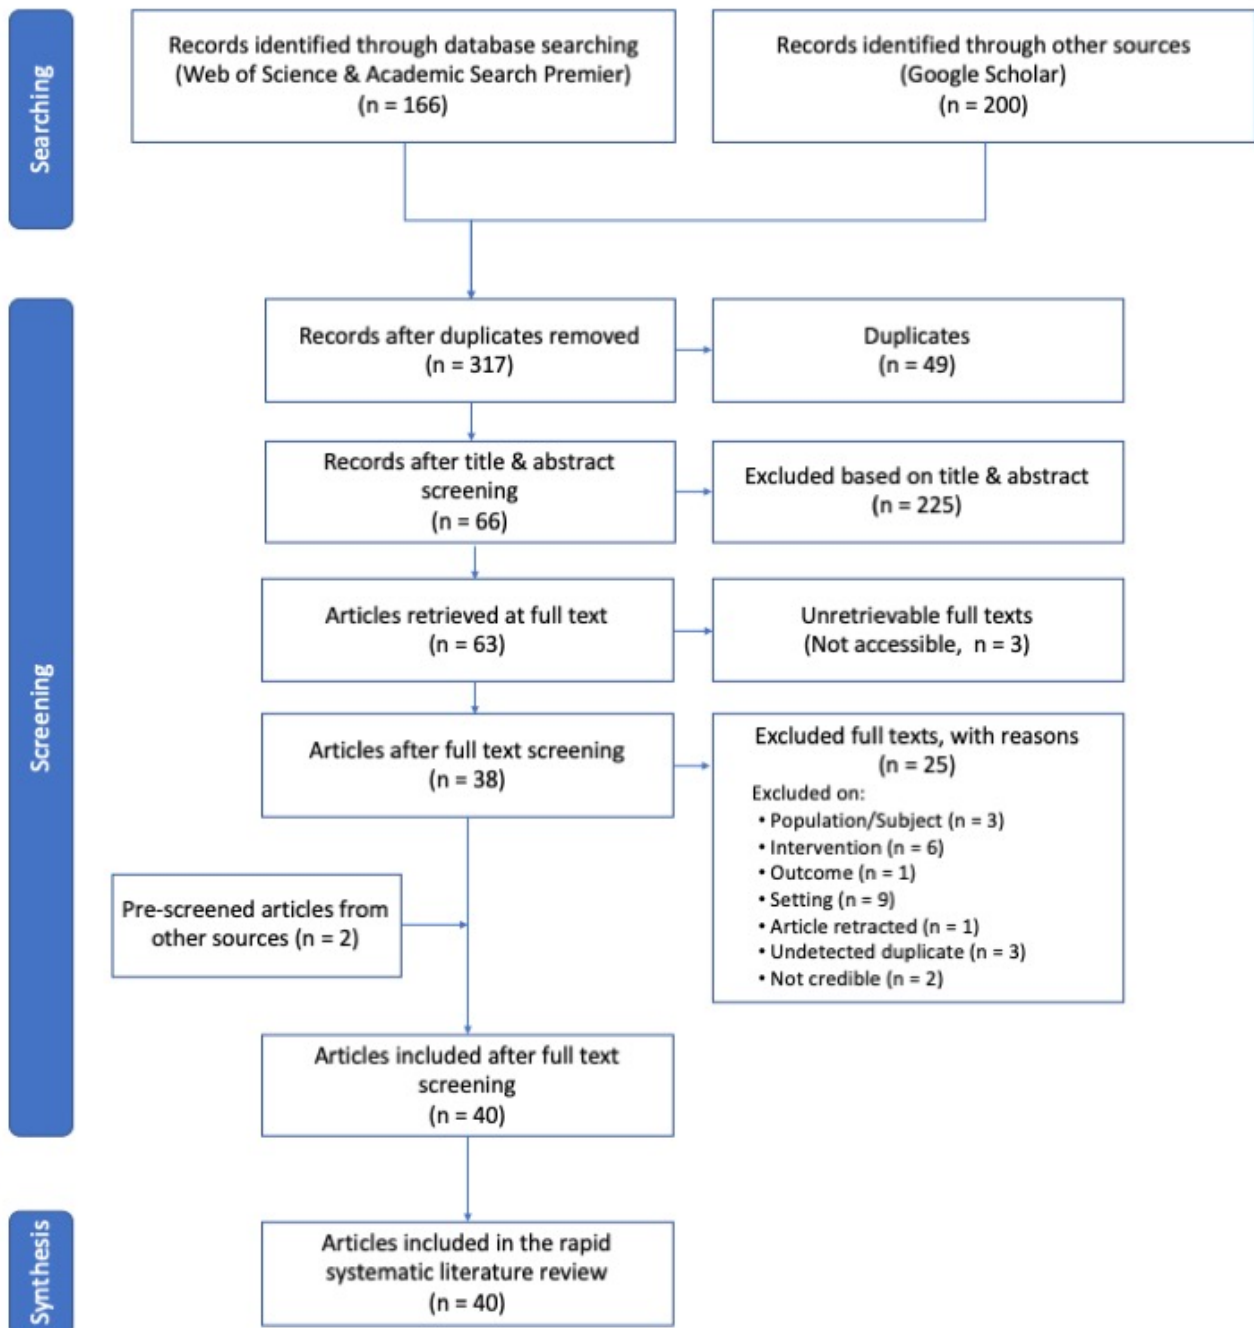 Searching
Records identified through database searching
(Web of Science & Academic Search Premier)
(n = 166)
Records identified through other sources
(Google Scholar)
(n = 200)
Screening
Records after duplicates removed
(n = 317)
Duplicates
(n = 49)
Records after title & abstract
screening
(n = 66)
Excluded based on title & abstract
(n = 225)
Articles retrieved at full text
(n = 63)
Unretrievable full texts
(Not accessible, n = 3)
Articles after full text screening
(n = 38)
Excluded full texts, with reasons
(n = 25)
Excluded on:
• Population/Subject (n = 3)
• Intervention (n = 6)
• Outcome (n = 1)
• Setting (n = 9)
• Article retracted (n = 1)
• Undetected duplicate (n = 3)
• Not credible (n = 2)
Pre-screened articles from
other sources (n = 2)
Articles included after full text
screening
(n = 40)
Synthesis
Articles included in the rapid
systematic literature review
(n = 40)